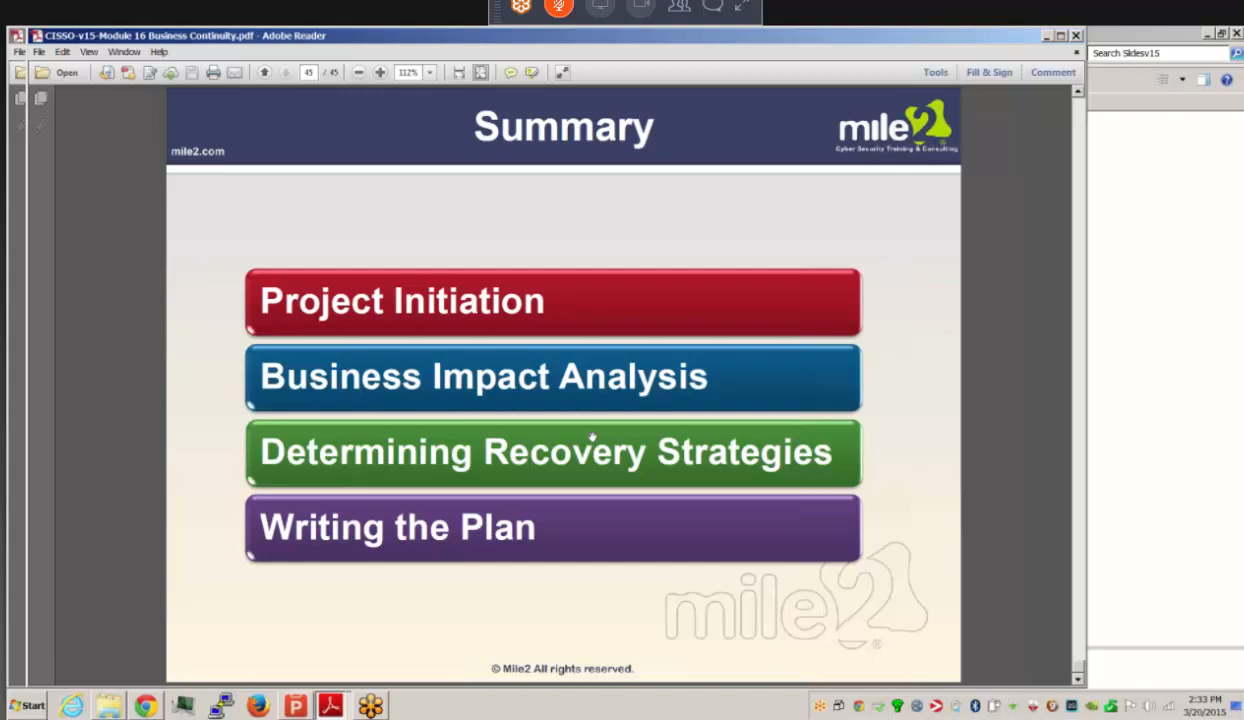 CISSO-v15-Module 16 Business Continuity.pdf - Adobe Reader
File File Edit View Window Help
Search Slidesv15
Open 45 / 45 112% Tools Fill & Sign Comment
Summary
mile2.com
mile2
Cyber Security Training & Consulting
Project Initiation
Business Impact Analysis
Determining Recovery Strategies
Writing the Plan
mile2
®
© Mile2 All rights reserved.
Start
2:33 PM
3/20/2015